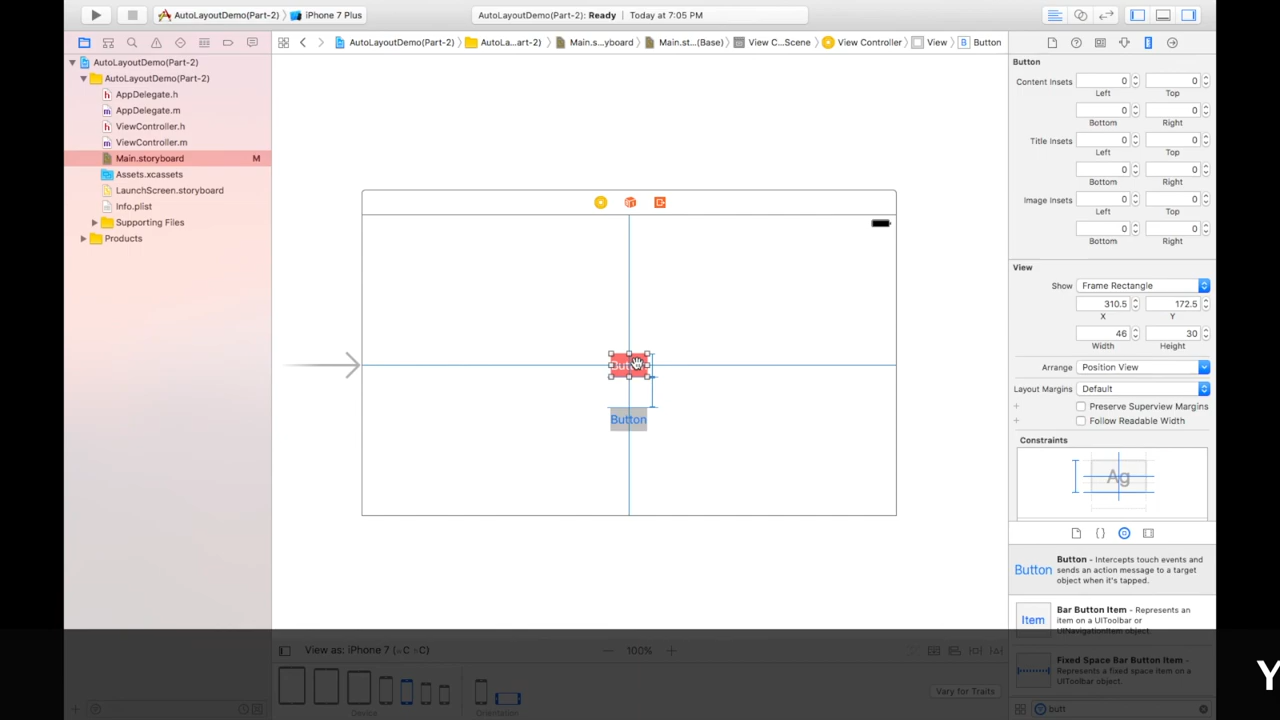 AutoLayoutDemo(Part-2) iPhone 7 Plus
AutoLayoutDemo(Part-2): Ready | Today at 7:05 PM
AutoLayoutDemo(Part-2) AutoLa...art-2) Main.s...yboard Main.st...(Base) View C...Scene View Controller View B Button
AutoLayoutDemo(Part-2)
AutoLayoutDemo(Part-2)
h AppDelegate.h
m AppDelegate.m
h ViewController.h
m ViewController.m
Main.storyboard M
Assets.xcassets
LaunchScreen.storyboard
Info.plist
Supporting Files
Products
Button
Button
Button
Content Insets 0 0
Left Top
0 0
Bottom Right
Title Insets 0 0
Left Top
0 0
Bottom Right
Image Insets 0 0
Left Top
0 0
Bottom Right
View
Show Frame Rectangle
310.5 172.5
X Y
46 30
Width Height
Arrange Position View
Layout Margins Default
Preserve Superview Margins
Follow Readable Width
Constraints
Ag
Button
Button - Intercepts touch events and
sends an action message to a target
object when it's tapped.
Item
Bar Button Item - Represents an
item on a UIToolbar or
UINavigationItem object.
Fixed Space Bar Button Item -
Represents a fixed space item on a
UIToolbar object.
butt
View as: iPhone 7 (wC hC)
100%
Device
Orientation
Vary for Traits
Y